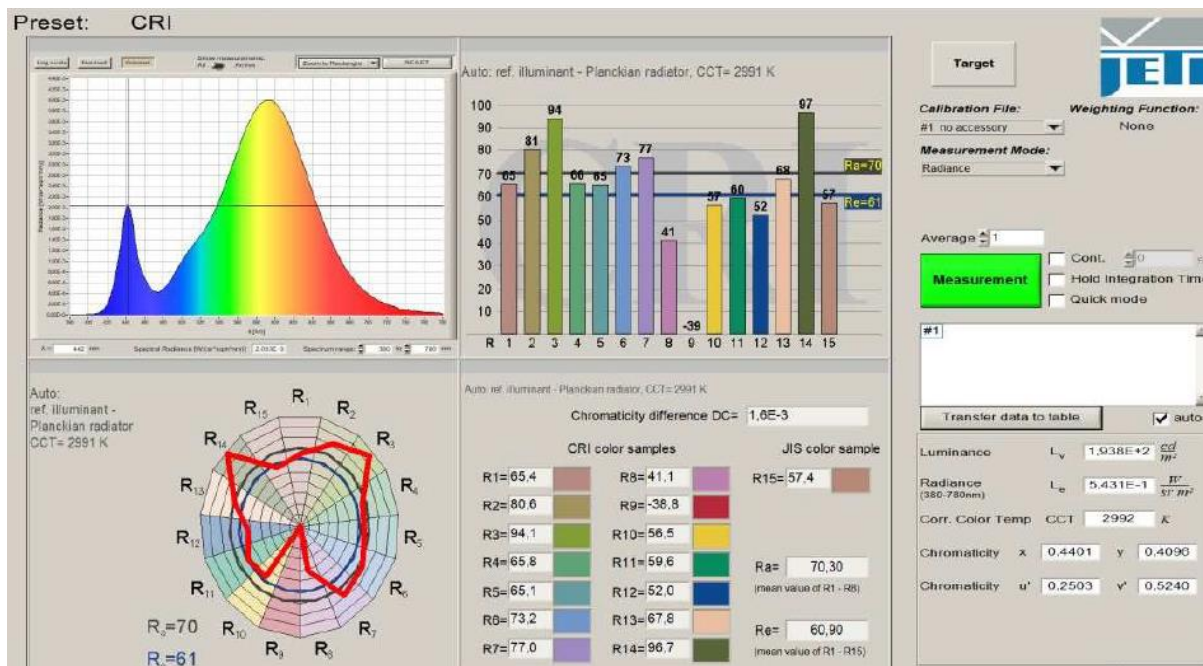 Preset: CRI
Auto: ref. illuminant - Planckian radiator, CCT= 2991 K
100
90
80
70
60
50
40
30
20
10
CRI
65
81
94
66
65
73
77
41
-39
57
60
52
68
97
57
Ra=70
Re=61
R 1 2 3 4 5 6 7 8 9 10 11 12 13 14 15
Spectral Radiance
Spectrum range: 380 780 nm
Auto:
ref. illuminant -
Planckian radiator
CCT= 2991 K
R1
R2
R3
R4
R5
R6
R7
R8
R9
R10
R11
R12
R13
R14
R15
Ra=70
Auto: ref. illuminant - Planckian radiator, CCT= 2991 K
Chromaticity difference DC= 1,6E-3
CRI color samples
JIS color sample
R1= 65,4 R8= 41,1 R15= 57,4
R2= 80,6 R9= -38,8
R3= 94,1 R10= 56,5
R4= 65,8 R11= 59,6 Ra= 70,30
R5= 65,1 R12= 52,0 (mean value of R1 - R8)
R6= 73,2 R13= 67,8 Re= 60,90
R7= 77,0 R14= 96,7 (mean value of R1 - R15)
Target
JETI
Calibration File: Weighting Function:
#1 no accessory None
Measurement Mode:
Radiance
Average 1
Measurement
Cont. 0
Hold Integration Tim
Quick mode
#1
Transfer data to table auto
Luminance Lv 1,938E+2 cd/m²
Radiance Le 5,431E-1 W/sr m²
(380-780nm)
Corr. Color Temp CCT 2992 K
Chromaticity x 0,4401 y 0,4096
Chromaticity u' 0,2503 v' 0,5240